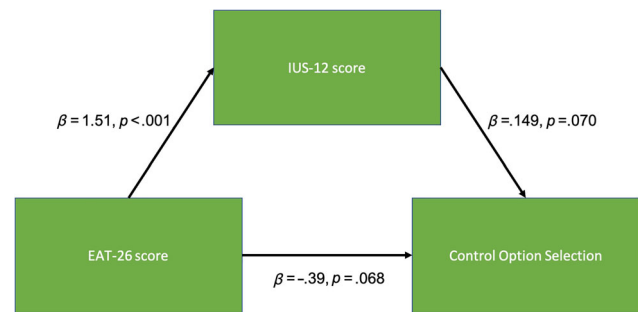 IUS-12 score
β = 1.51, p <.001
β =.149, p =.070
EAT-26 score
Control Option Selection
β =–.39, p =.068